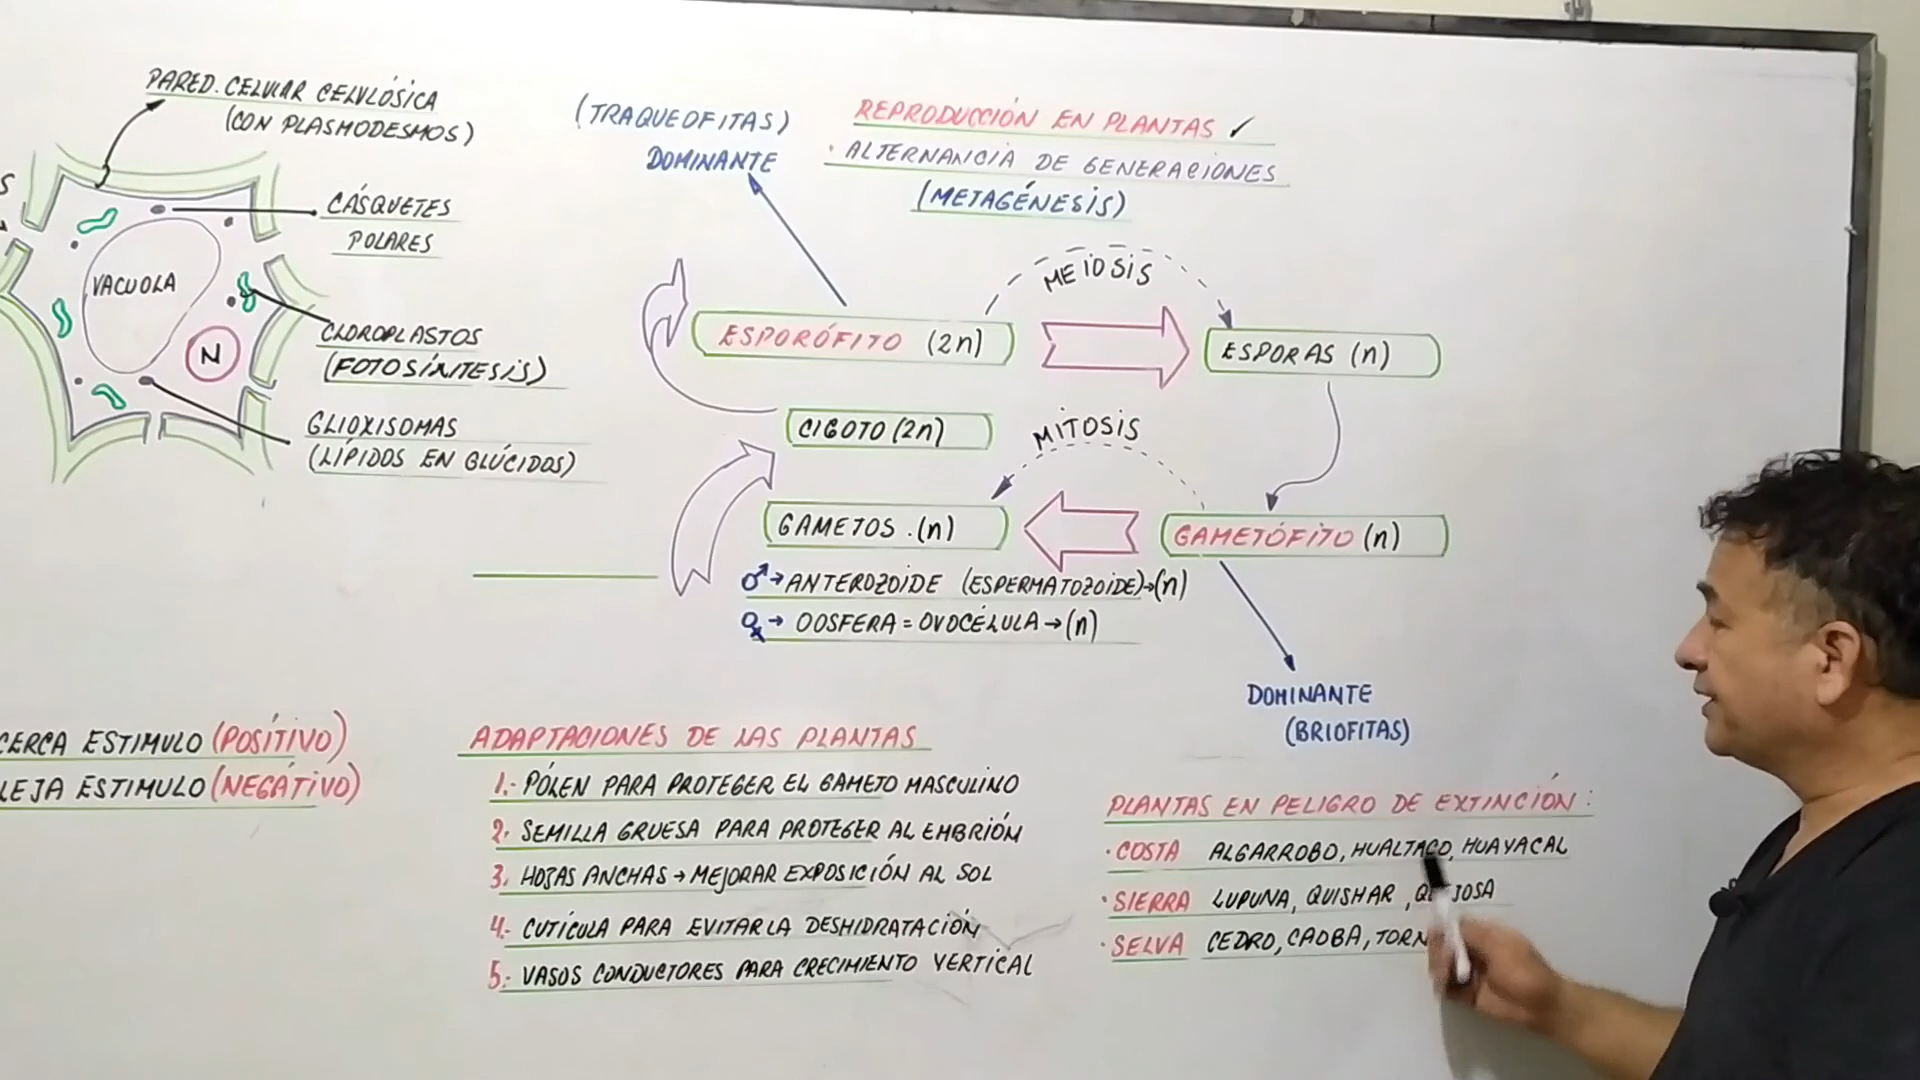 PARED. CELULAR CELULÓSICA
(CON PLASMODESMOS)
CÁSQUETES
POLARES
VACUOLA
CLOROPLASTOS
(FOTOSÍNTESIS)
N
GLIOXISOMAS
(LÍPIDOS EN GLÚCIDOS)
(TRAQUEOFITAS)
DOMINANTE
REPRODUCCIÓN EN PLANTAS ✓
· ALTERNANCIA DE GENERACIONES
(METAGÉNESIS)
MEIOSIS
ESPORÓFITO (2n)
ESPORAS (n)
CIGOTO (2n)
MITOSIS
GAMETOS . (n)
GAMETÓFITO (n)
♂→ ANTEROZOIDE (ESPERMATOZOIDE)→(n)
♀→ OOSFERA = OVOCÉLULA →(n)
DOMINANTE
(BRIOFITAS)
CERCA ESTIMULO (POSÍTIVO)
LEJA ESTIMULO (NEGÁTIVO)
ADAPTACIONES DE LAS PLANTAS
1.- PÓLEN PARA PROTEGER EL GAMETO MASCULINO
2. SEMILLA GRUESA PARA PROTEGER AL EMBRIÓN
3. HOJAS ANCHAS → MEJORAR EXPOSICIÓN AL SOL
4.- CUTÍCULA PARA EVITAR LA DESHIDRATACIÓN
5.- VASOS CONDUCTORES PARA CRECIMIENTO VERTICAL
PLANTAS EN PELIGRO DE EXTINCIÓN :
· COSTA ALGARROBO, HUALTACO, HUAYACAL
· SIERRA LUPUNA, QUISHAR ,
· SELVA CEDRO, CAOBA,